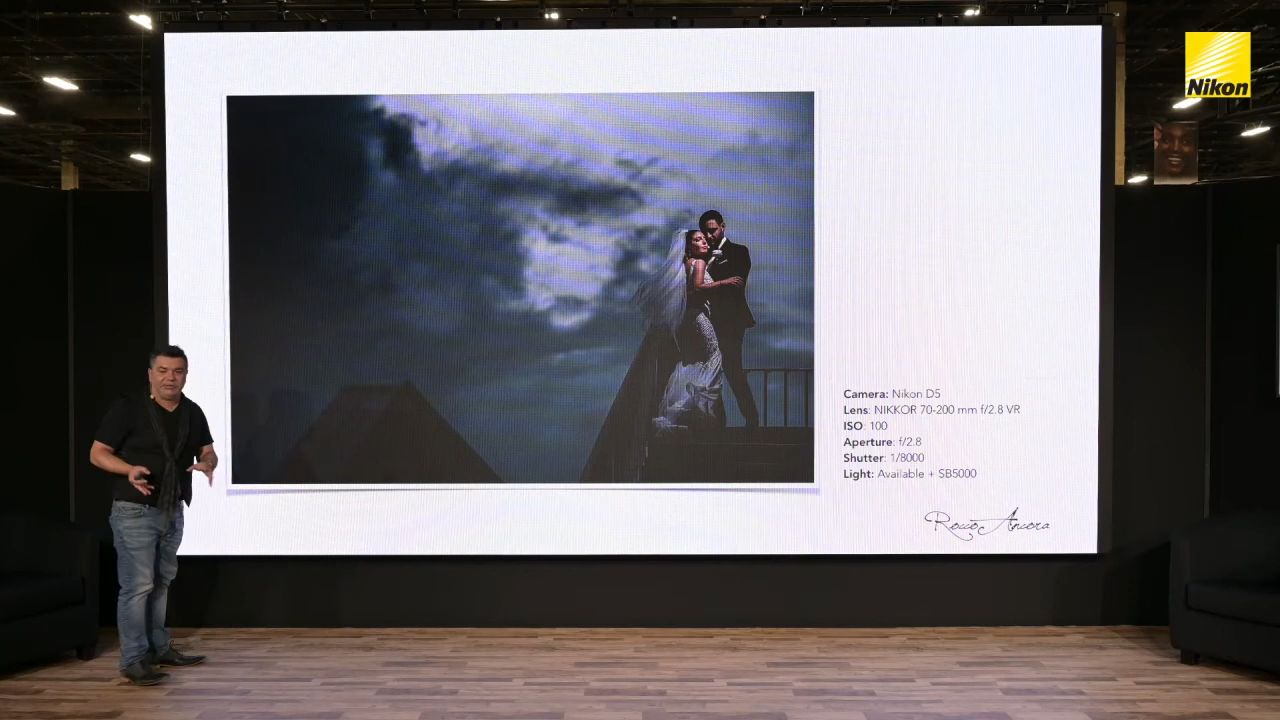 Nikon
Camera: Nikon D5
Lens: NIKKOR 70-200 mm f/2.8 VR
ISO: 100
Aperture: f/2.8
Shutter: 1/8000
Light: Available + SB5000
Rocco Ancora